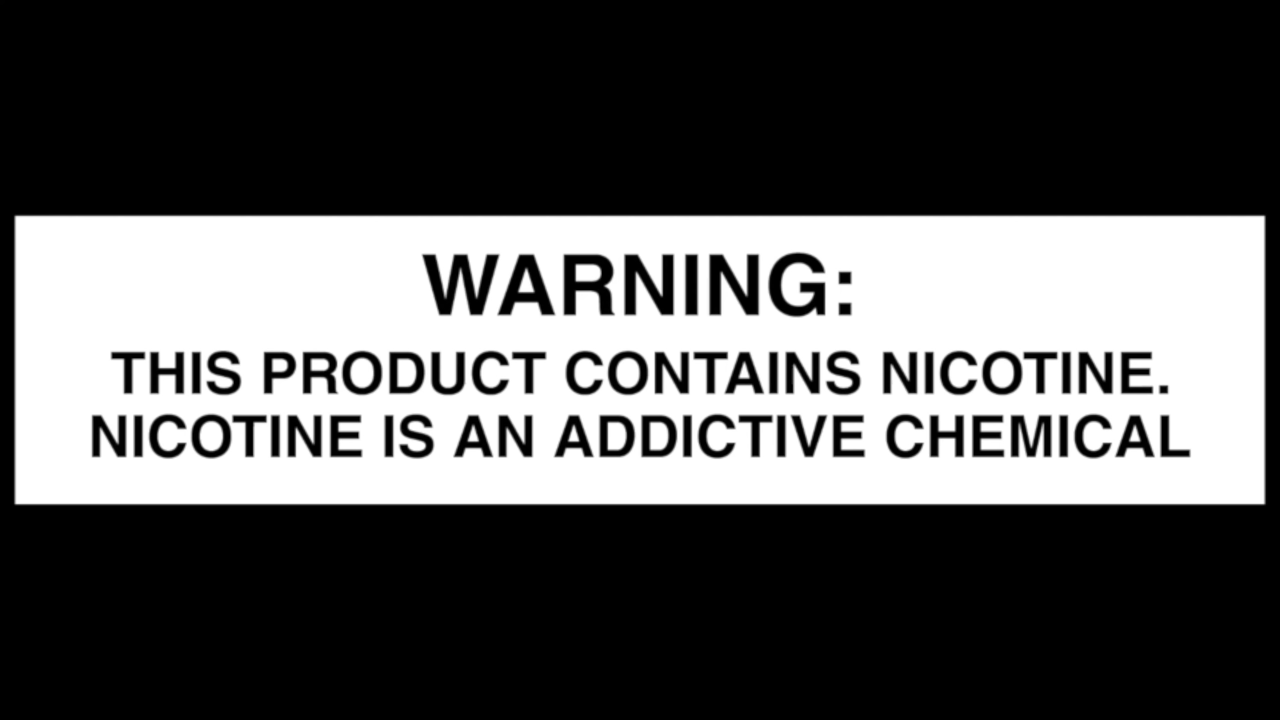 WARNING:
THIS PRODUCT CONTAINS NICOTINE.
NICOTINE IS AN ADDICTIVE CHEMICAL